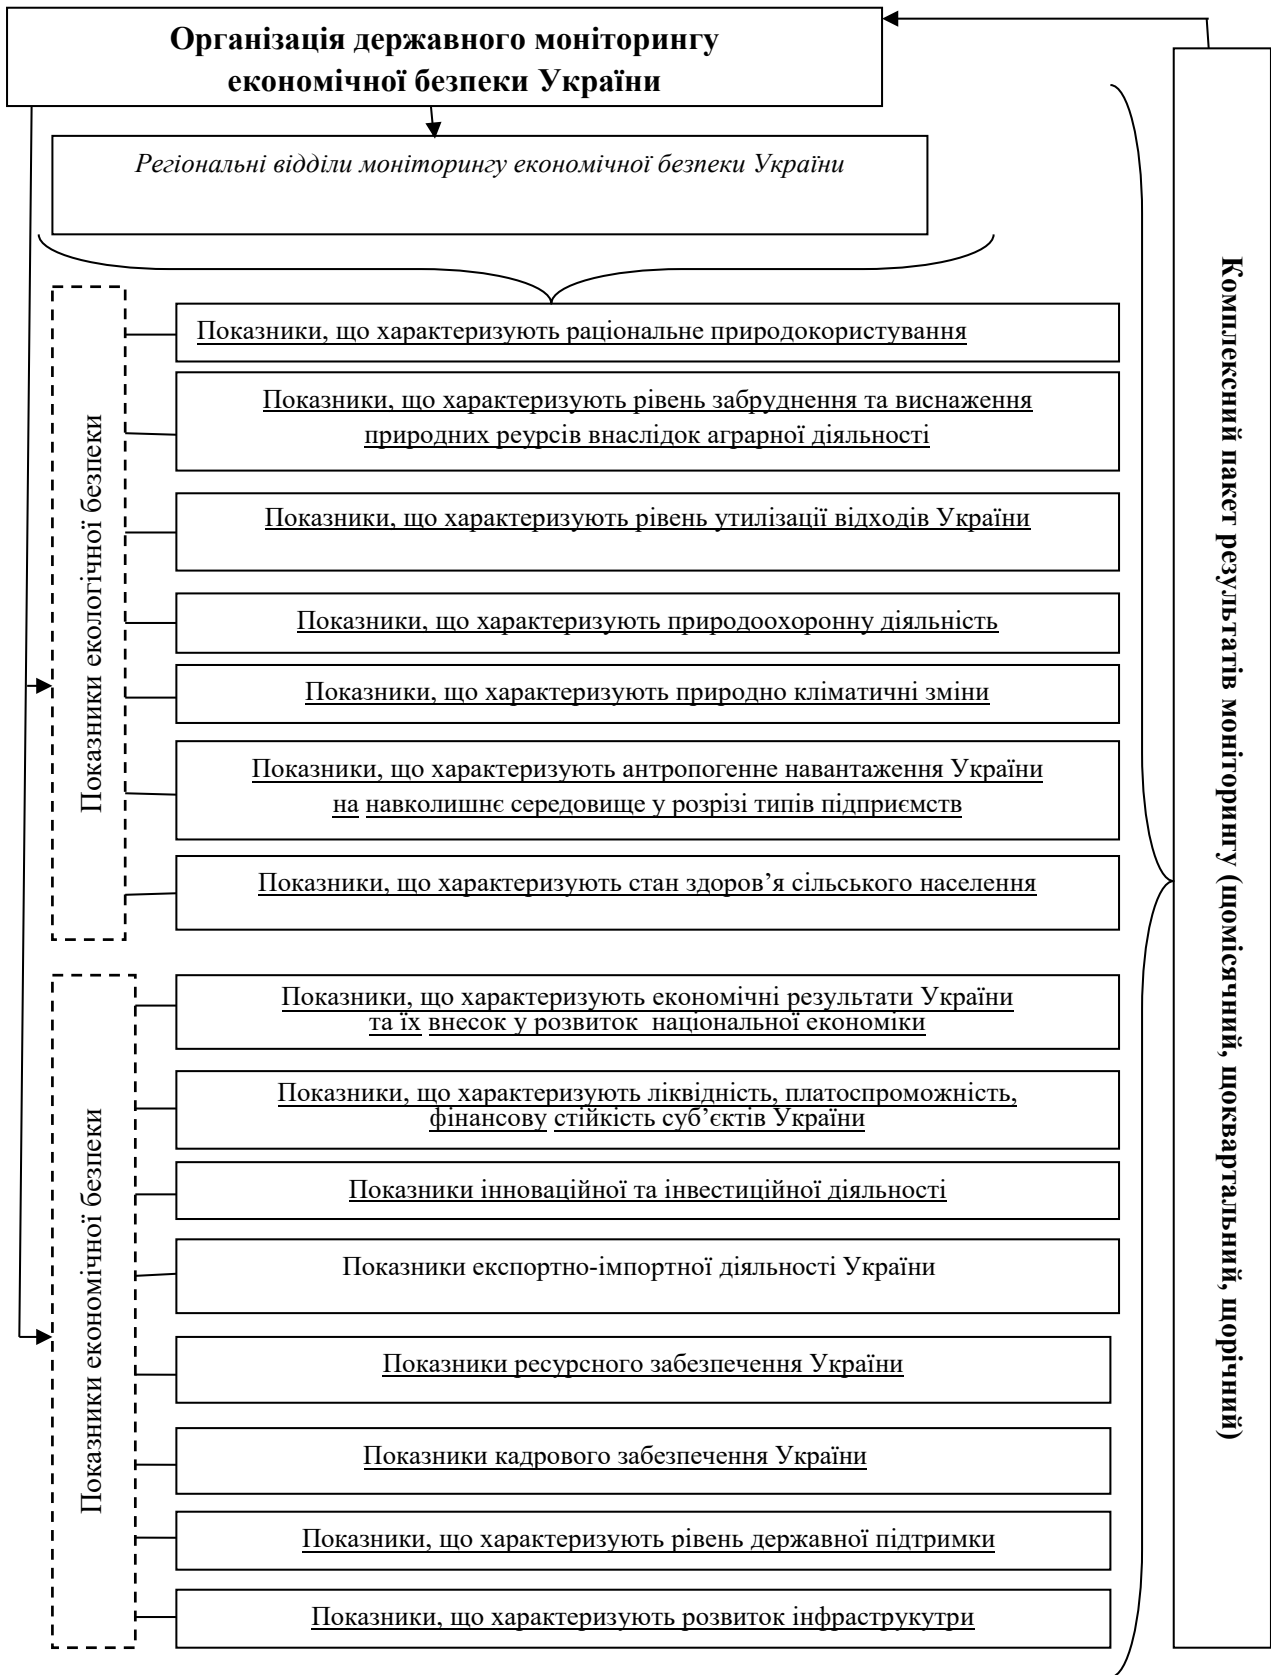 Організація державного моніторингу
економічної безпеки України
Регіональні відділи моніторингу економічної безпеки України
Показники екологічної безпеки
Показники, що характеризують раціональне природокористування
Показники, що характеризують рівень забруднення та виснаження
природних реурсів внаслідок аграрної діяльності
Показники, що характеризують рівень утилізації відходів України
Показники, що характеризують природоохоронну діяльність
Показники, що характеризують природно кліматичні зміни
Показники, що характеризують антропогенне навантаження України
на навколишнє середовище у розрізі типів підприємств
Показники, що характеризують стан здоров’я сільського населення
Показники економічної безпеки
Показники, що характеризують економічні результати України
та їх внесок у розвиток національної економіки
Показники, що характеризують ліквідність, платоспроможність,
фінансову стійкість суб’єктів України
Показники інноваційної та інвестиційної діяльності
Показники експортно-імпортної діяльності України
Показники ресурсного забезпечення України
Показники кадрового забезпечення України
Показники, що характеризують рівень державної підтримки
Показники, що характеризують розвиток інфраструкутри
Комплексний пакет результатів моніторингу (щомісячний, щоквартальний, щорічний)